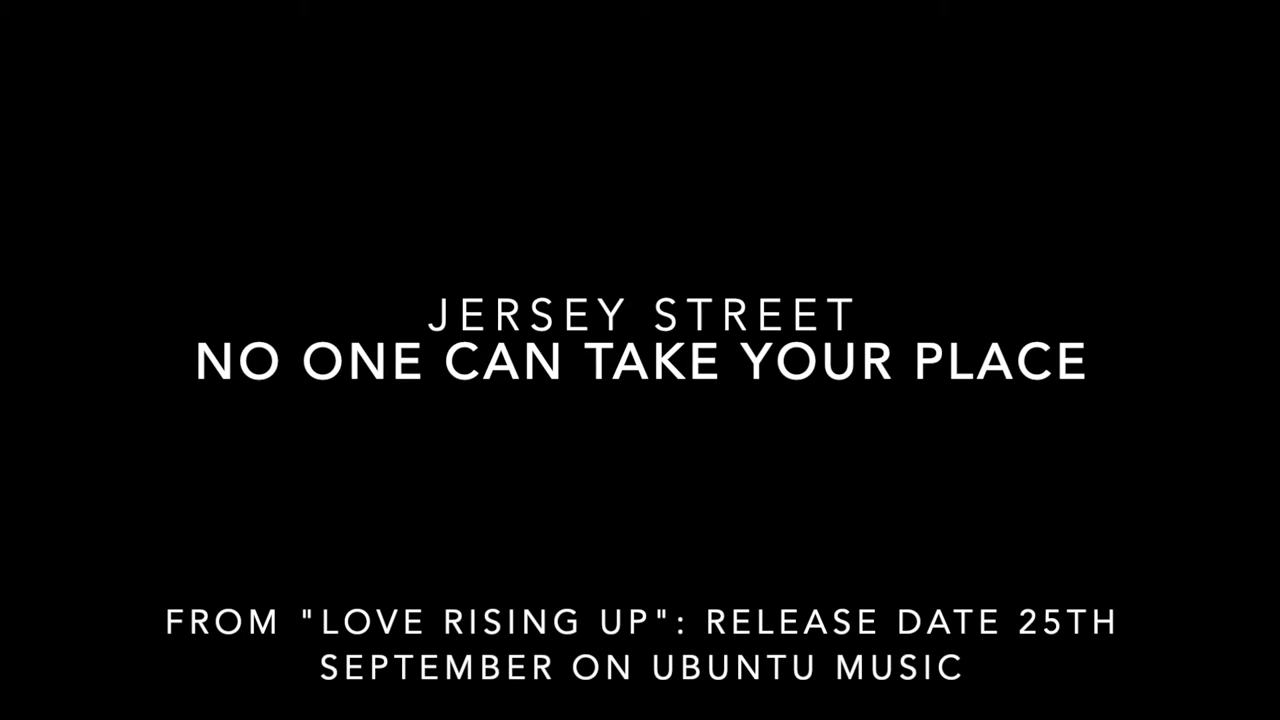 JERSEY STREET
NO ONE CAN TAKE YOUR PLACE
FROM "LOVE RISING UP": RELEASE DATE 25TH
SEPTEMBER ON UBUNTU MUSIC